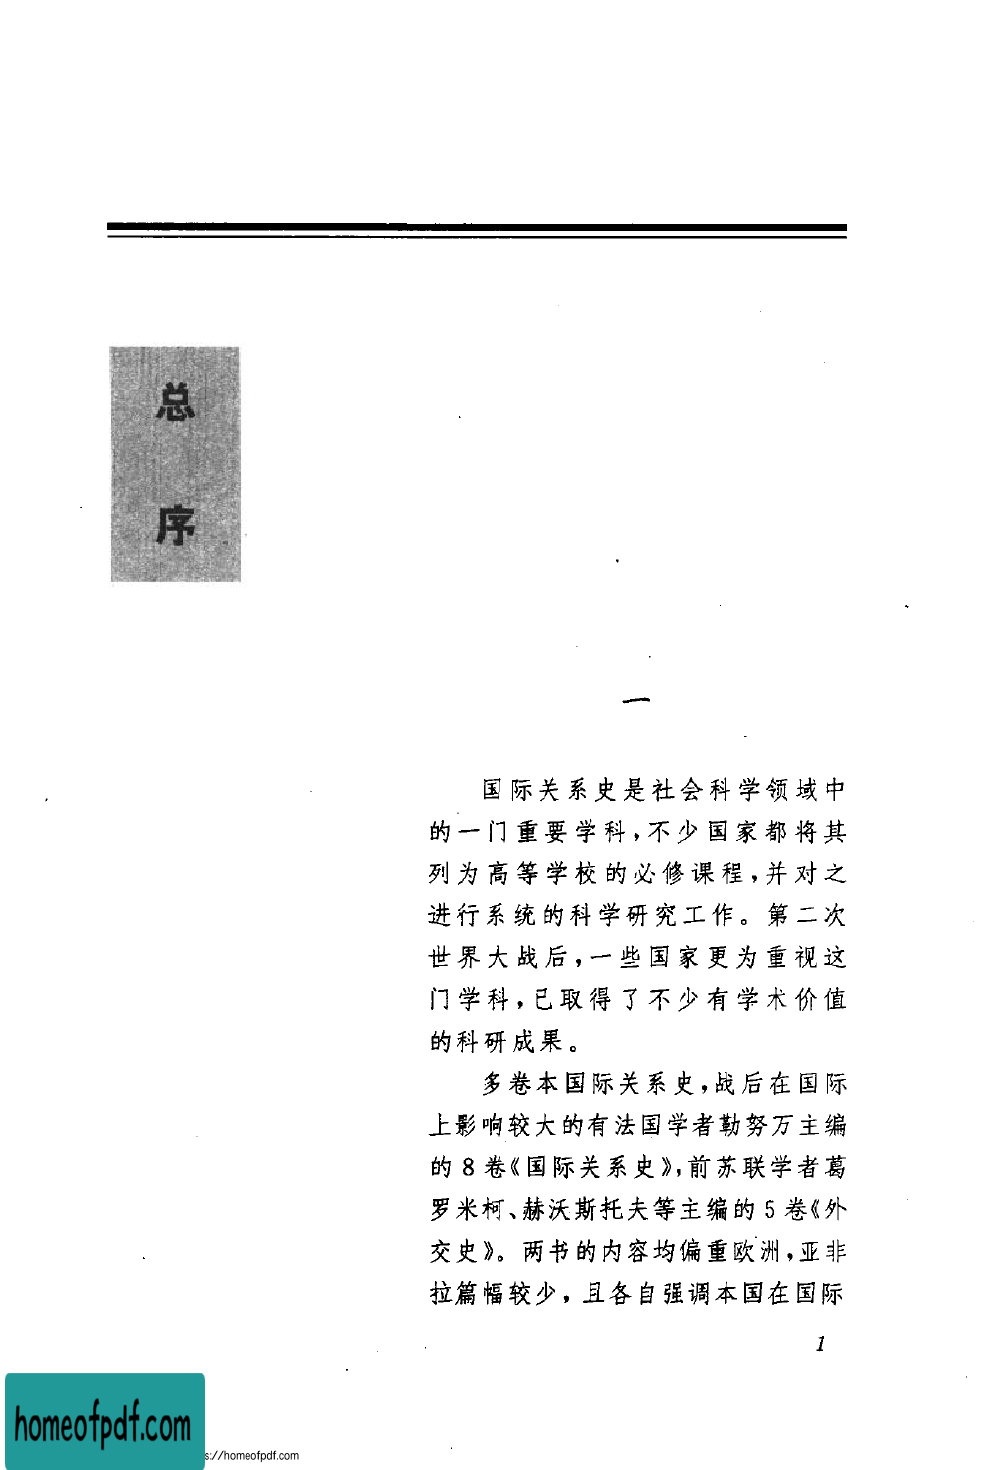 总
序
一
国际关系史是社会科学领域中
的一门重要学科,不少国家都将其
列为高等学校的必修课程,并对之
进行系统的科学研究工作。第二次
世界大战后,一些国家更为重视这
门学科,已取得了不少有学术价值
的科研成果。
多卷本国际关系史,战后在国际
上影响较大的有法国学者勒努万主编
的8卷《国际关系史》,前苏联学者葛
罗米柯、赫沃斯托夫等主编的5卷《外
交史》。两书的内容均偏重欧洲,亚非
拉篇幅较少,且各自强调本国在国际
1
homeofpdf.com
s://homeofpdf.com